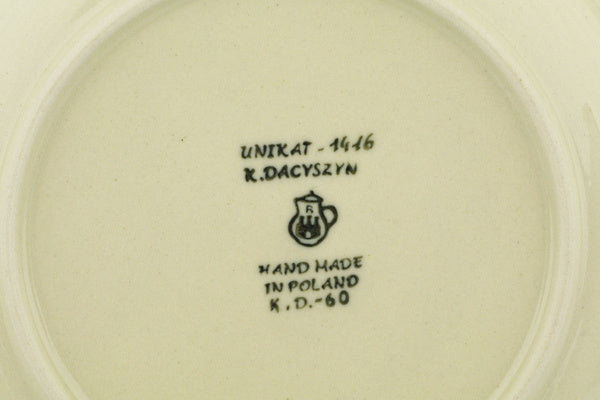 UNIKAT - 1416
K.DACYSZYN
R
HAND MADE
IN POLAND
K.D.-60